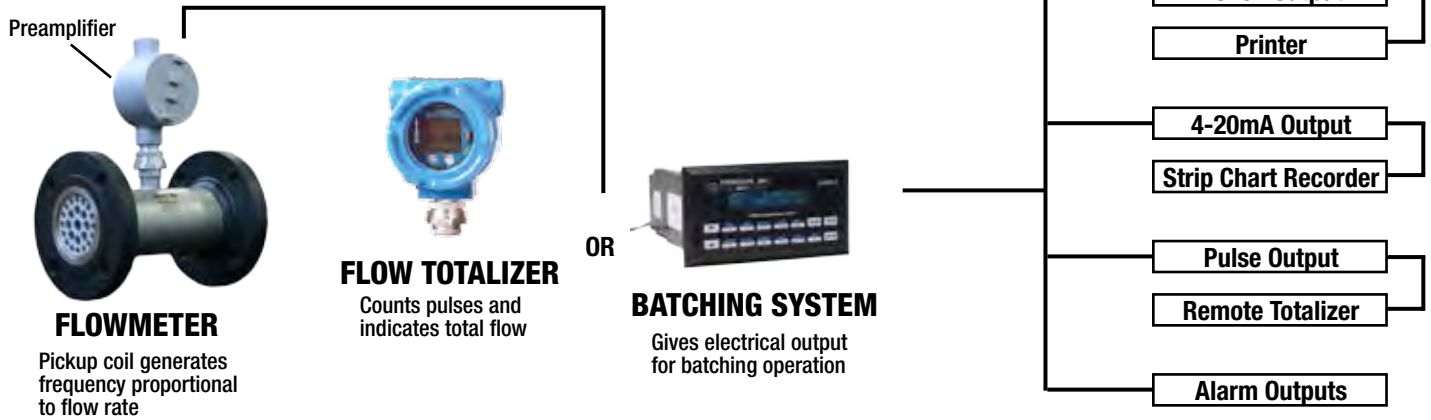 Preamplifier
Printer
4-20mA Output
Strip Chart Recorder
OR
FLOW TOTALIZER
Counts pulses and
indicates total flow
Pulse Output
BATCHING SYSTEM
Remote Totalizer
FLOWMETER
Gives electrical output
for batching operation
Pickup coil generates
frequency proportional
to flow rate
Alarm Outputs